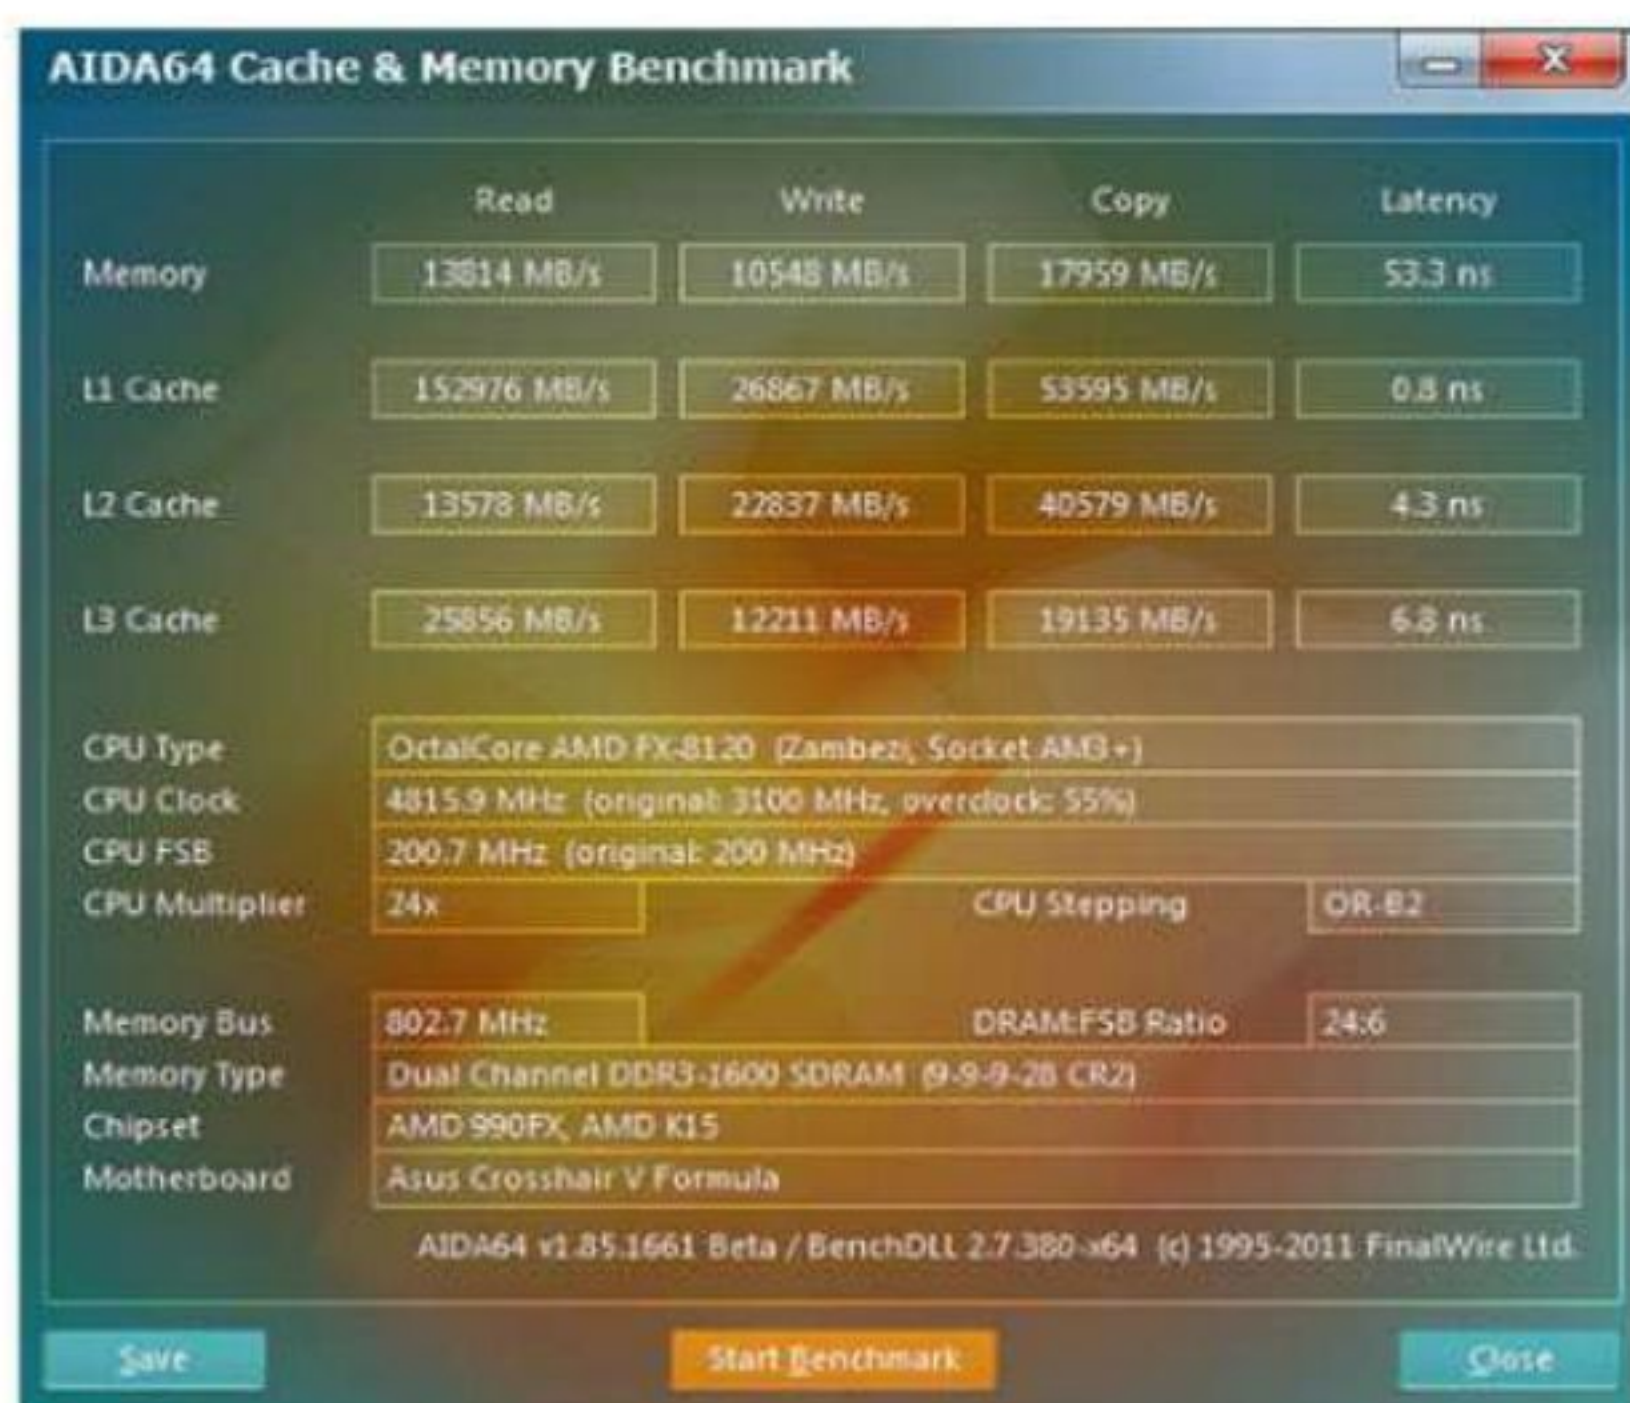 AIDA64 Cache & Memory Benchmark
Read Write Copy Latency
Memory 13814 MB/s 10548 MB/s 17959 MB/s 53.3 ns
L1 Cache 152976 MB/s 26867 MB/s 53595 MB/s 0.8 ns
L2 Cache 13578 MB/s 22837 MB/s 40579 MB/s 4.3 ns
L3 Cache 25856 MB/s 12211 MB/s 19135 MB/s 6.8 ns
CPU Type OctalCore AMD FX-8120 (Zambezi, Socket AM3+)
CPU Clock 4815.9 MHz (original: 3100 MHz, overclock: 55%)
CPU FSB 200.7 MHz (original: 200 MHz)
CPU Multiplier 24x CPU Stepping OR-B2
Memory Bus 802.7 MHz DRAM:FSB Ratio 24:6
Memory Type Dual Channel DDR3-1600 SDRAM (9-9-9-28 CR2)
Chipset AMD 990FX, AMD K15
Motherboard Asus Crosshair V Formula
AIDA64 v1.85.1661 Beta / BenchDLL 2.7.380-x64 (c) 1995-2011 FinalWire Ltd.
Save Start Benchmark Close